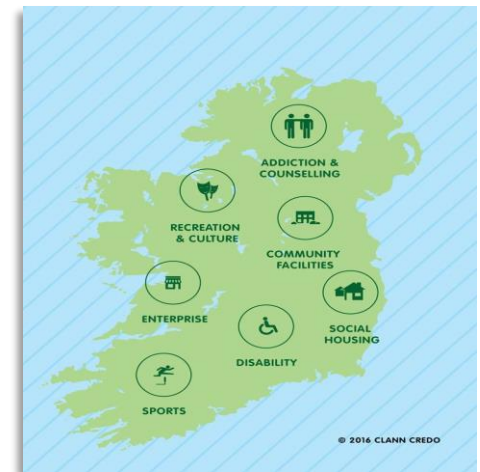 ADDICTION &
COUNSELLING
RECREATION
& CULTURE
COMMUNITY
FACILITIES
ENTERPRISE
SOCIAL
HOUSING
DISABILITY
SPORTS
© 2016 CLANN CREDO